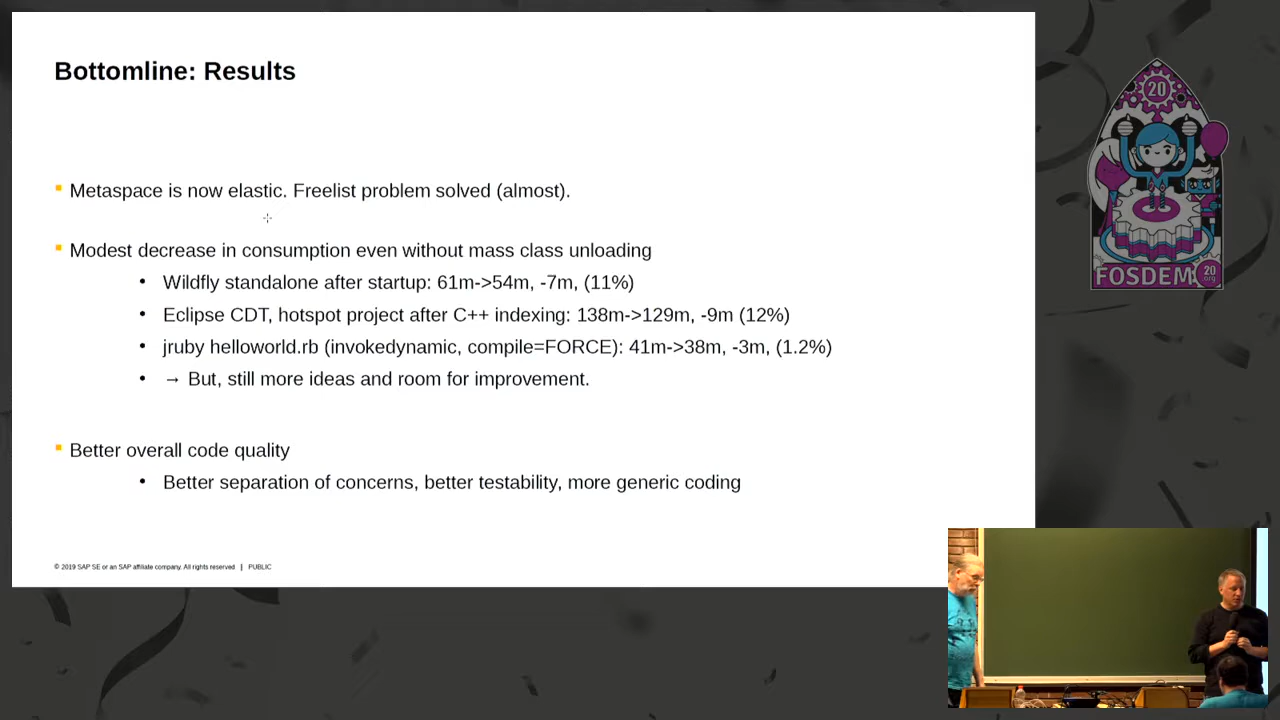 Bottomline: Results
Metaspace is now elastic. Freelist problem solved (almost).
Modest decrease in consumption even without mass class unloading
Wildfly standalone after startup: 61m->54m, -7m, (11%)
Eclipse CDT, hotspot project after C++ indexing: 138m->129m, -9m (12%)
jruby helloworld.rb (invokedynamic, compile=FORCE): 41m->38m, -3m, (1.2%)
→ But, still more ideas and room for improvement.
Better overall code quality
Better separation of concerns, better testability, more generic coding
© 2019 SAP SE or an SAP affiliate company. All rights reserved | PUBLIC
20
FOSDEM 20
.org